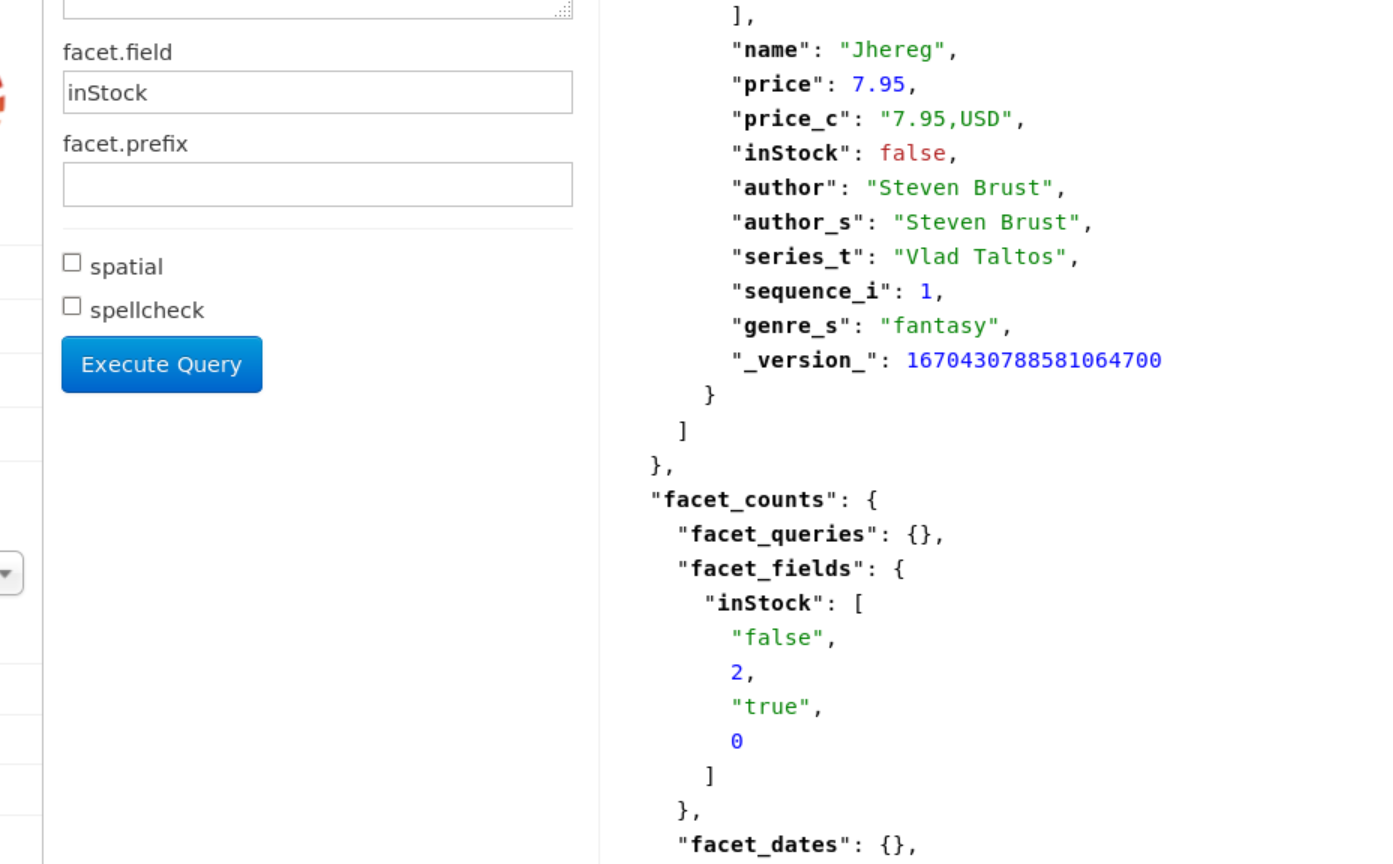 facet.field
inStock
facet.prefix
spatial
spellcheck
Execute Query
],
"name": "Jhereg",
"price": 7.95,
"price_c": "7.95,USD",
"inStock": false,
"author": "Steven Brust",
"author_s": "Steven Brust",
"series_t": "Vlad Taltos",
"sequence_i": 1,
"genre_s": "fantasy",
"_version_": 1670430788581064700
}
]
},
"facet_counts": {
"facet_queries": {},
"facet_fields": {
"inStock": [
"false",
2,
"true",
0
]
},
"facet_dates": {},